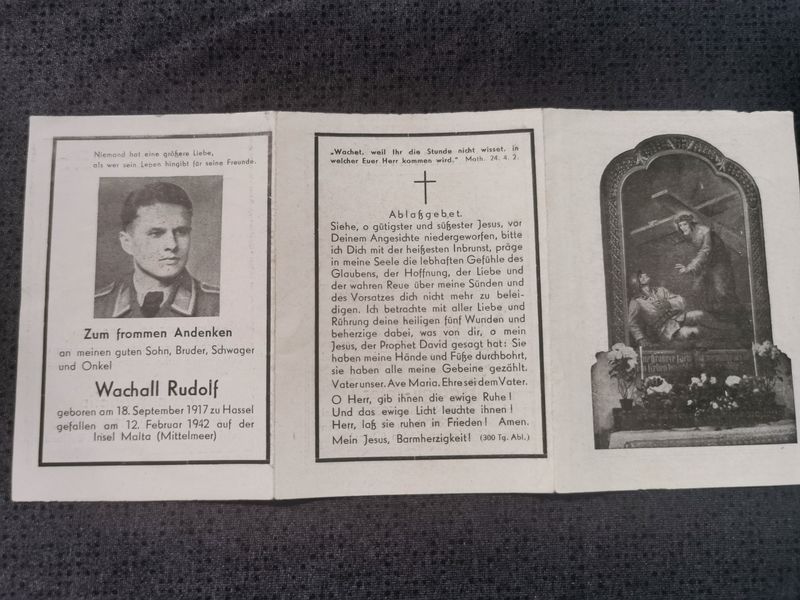 Niemand hat eine größere Liebe,
als wer sein Leben hingibt für seine Freunde.
Zum frommen Andenken
an meinen guten Sohn, Bruder, Schwager
und Onkel
Wachall Rudolf
geboren am 18. September 1917 zu Hassel
gefallen am 12. Februar 1942 auf der
Insel Malta (Mittelmeer)
„Wachet, weil Ihr die Stunde nicht wisset, in
welcher Euer Herr kommen wird." Math. 24. 4. 2.
Ablaßgebet.
Siehe, o gütigster und süßester Jesus, vor
Deinem Angesichte niedergeworfen, bitte
ich Dich mit der heißesten Inbrunst, präge
in meine Seele die lebhaften Gefühle des
Glaubens, der Hoffnung, der Liebe und
der wahren Reue über meine Sünden und
des Vorsatzes dich nicht mehr zu belei-
digen. Ich betrachte mit aller Liebe und
Rührung deine heiligen fünf Wunden und
beherzige dabei, was von dir, o mein
Jesus, der Prophet David gesagt hat: Sie
haben meine Hände und Füße durchbohrt,
sie haben alle meine Gebeine gezählt.
Vater unser. Ave Maria. Ehre sei dem Vater.
O Herr, gib ihnen die ewige Ruhe!
Und das ewige Licht leuchte ihnen!
Herr, laß sie ruhen in Frieden! Amen.
Mein Jesus, Barmherzigkeit! (300 Tg. Abl.)